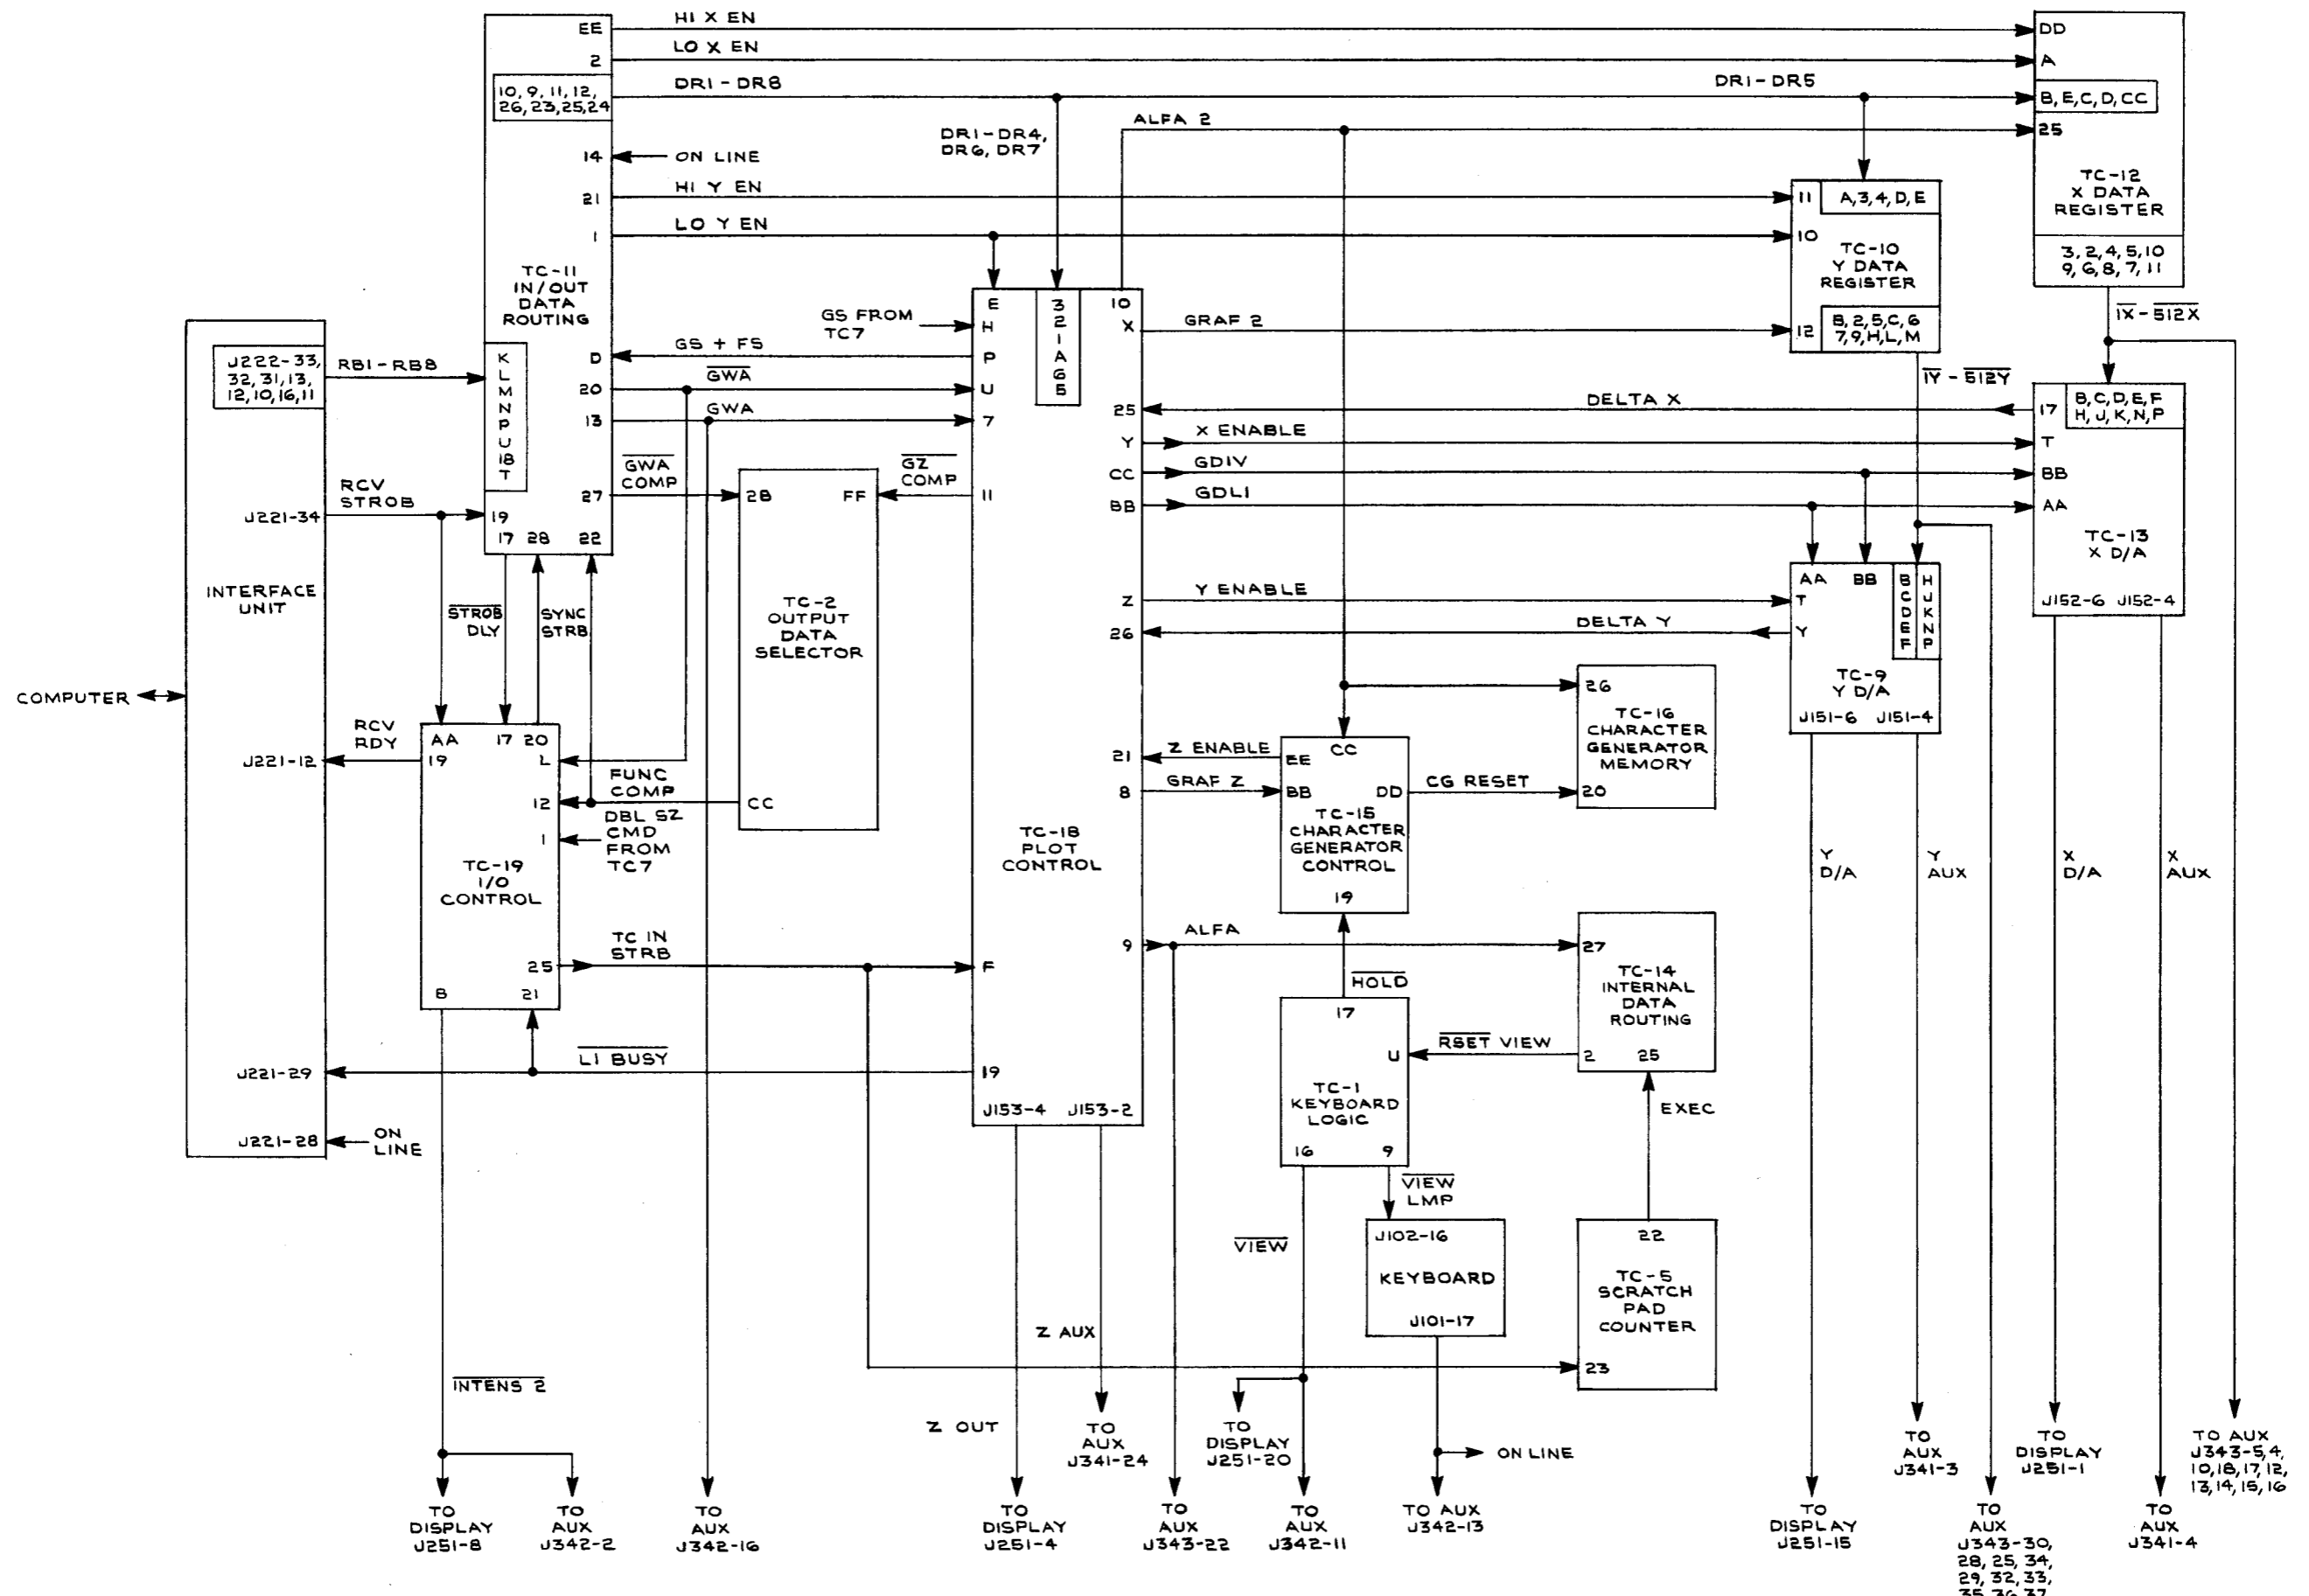 HI X EN
EE
DD
LO X EN
2
A
DR1-DR8
DR1-DR5
10, 9, 11, 12,
26, 23, 25, 24
B, E, C, D, CC
ALFA 2
25
DR1-DR4,
DR6, DR7
14
ON LINE
TC-12
X DATA
REGISTER
HI Y EN
21
11
A, 3, 4, D, E
LO Y EN
1
10
TC-10
Y DATA
REGISTER
3, 2, 4, 5, 10
9, 6, 8, 7, 11
TC-11
IN/OUT
DATA
ROUTING
E
3
2
1
A
6
5
10
GS FROM
TC7
H
X
GRAF 2
12
B, 2, 5, C, 6
7, 9, H, L, M
1X-512X
J222-33,
32, 31, 13,
12, 10, 16, 11
RB1-RB8
K
L
M
N
P
U
18
T
D
GS + FS
P
1Y-512Y
20
GWA
U
13
GWA
7
25
DELTA X
17
B, C, D, E, F
H, J, K, N, P
Y
X ENABLE
T
GWA
COMP
GZ
COMP
CC
GDIV
BB
27
28
FF
11
BB
GDLI
AA
RCV
STROB
J221-34
19
17
28
22
TC-13
X D/A
INTERFACE
UNIT
STROB
DLY
SYNC
STRB
TC-2
OUTPUT
DATA
SELECTOR
Z
Y ENABLE
AA
BB
B
C
D
E
F
H
J
K
N
P
T
J152-6
J152-4
26
DELTA Y
Y
TC-9
Y D/A
J151-6
J151-4
COMPUTER
26
TC-16
CHARACTER
GENERATOR
MEMORY
20
RCV
RDY
AA
17
20
J221-12
19
L
21
Z ENABLE
EE
CC
FUNC
COMP
8
GRAF Z
BB
DD
CG RESET
12
CC
DBL SZ
CMD
FROM
TC7
1
TC-15
CHARACTER
GENERATOR
CONTROL
19
TC-18
PLOT
CONTROL
TC-19
I/O
CONTROL
Y
D/A
Y
AUX
X
D/A
X
AUX
TC IN
STRB
25
F
9
ALFA
27
TC-14
INTERNAL
DATA
ROUTING
B
21
HOLD
17
J221-29
LI BUSY
19
U
RSET VIEW
2
25
TC-1
KEYBOARD
LOGIC
J153-4
J153-2
EXEC
J221-28
ON
LINE
16
9
VIEW
LMP
VIEW
J102-16
KEYBOARD
J101-17
22
TC-5
SCRATCH
PAD
COUNTER
23
Z AUX
INTENS 2
Z OUT
TO
AUX
J341-24
TO
DISPLAY
J251-20
ON LINE
TO
AUX
J341-3
TO
DISPLAY
J251-1
TO AUX
J343-5,4,
10, 18, 17, 12,
13, 14, 15, 16
TO
DISPLAY
J251-8
TO
AUX
J342-2
TO
AUX
J342-16
TO
DISPLAY
J251-4
TO
AUX
J343-22
TO
AUX
J342-11
TO AUX
J342-13
TO
DISPLAY
J251-15
TO
AUX
J343-30,
28, 25, 34,
29, 32, 33,
35, 36, 37
TO
AUX
J341-4